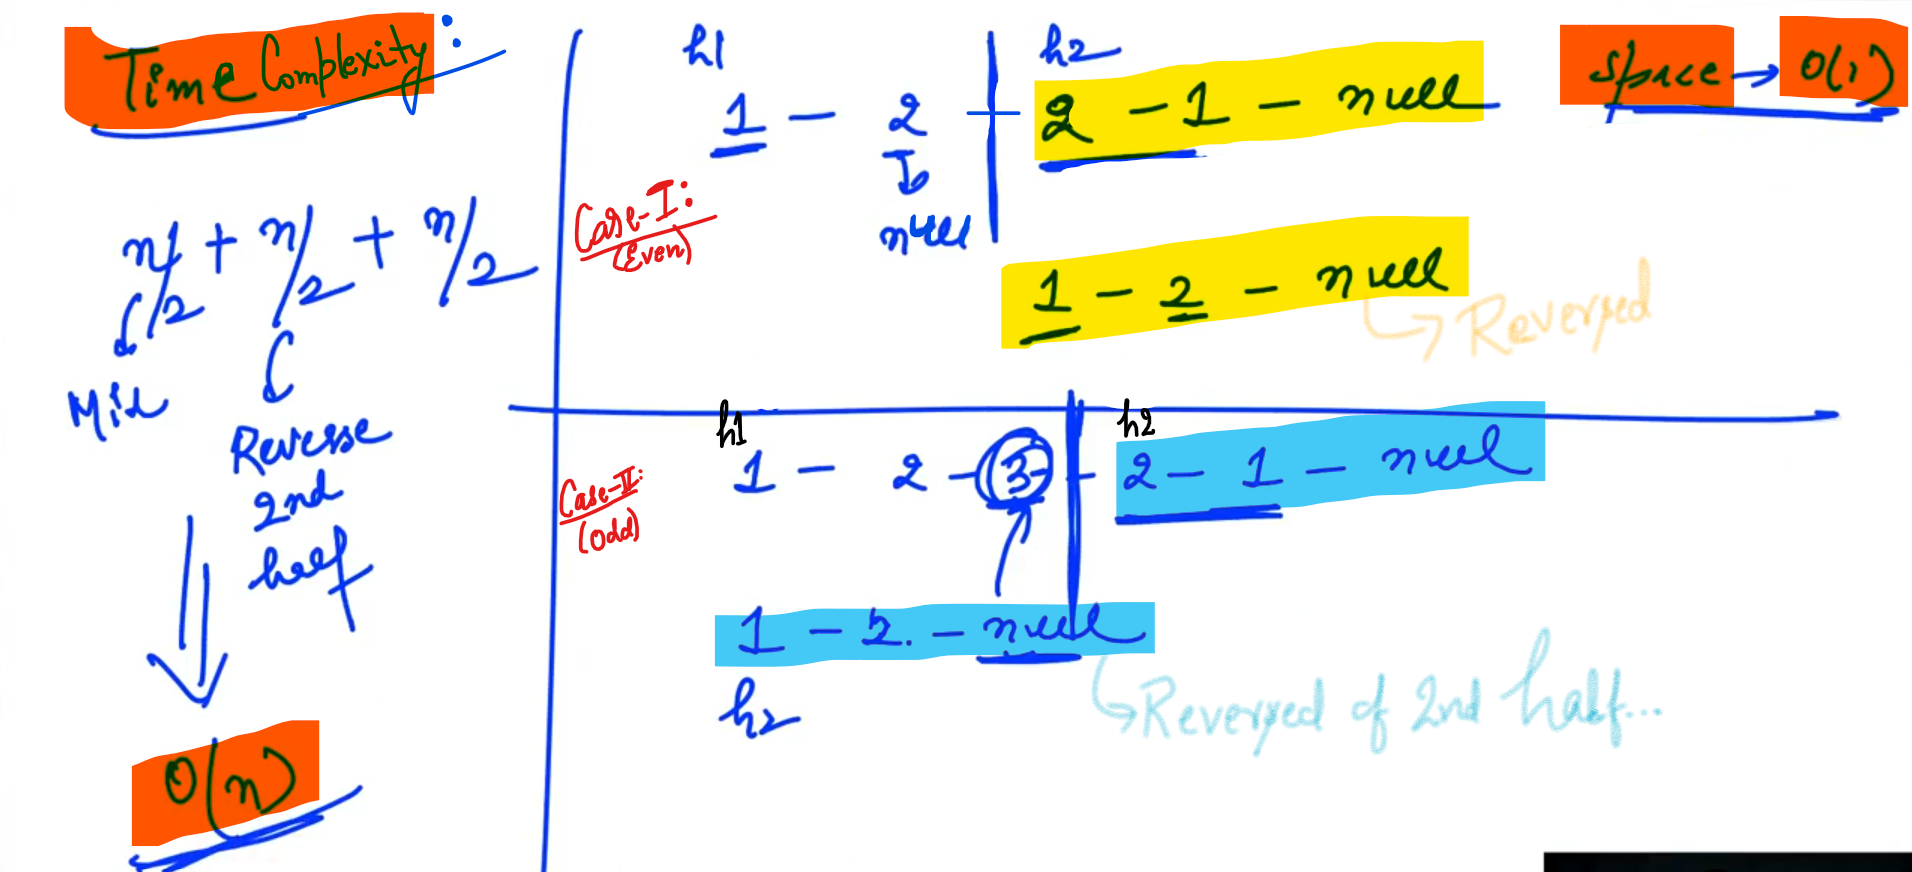 Time Complexity:
n/2 + n/2 + n/2
Mid
Reverse
2nd
half
O(n)
h1 h2
1 - 2 - 2 - 1 - null
null
Case-I:
(Even)
1 - 2 - null
Reversed
space → O(1)
h1 h2
1 - 2 - 3 - 2 - 1 - null
Case-II:
(Odd)
1 - 2 - null
h2
Reversed of 2nd half...